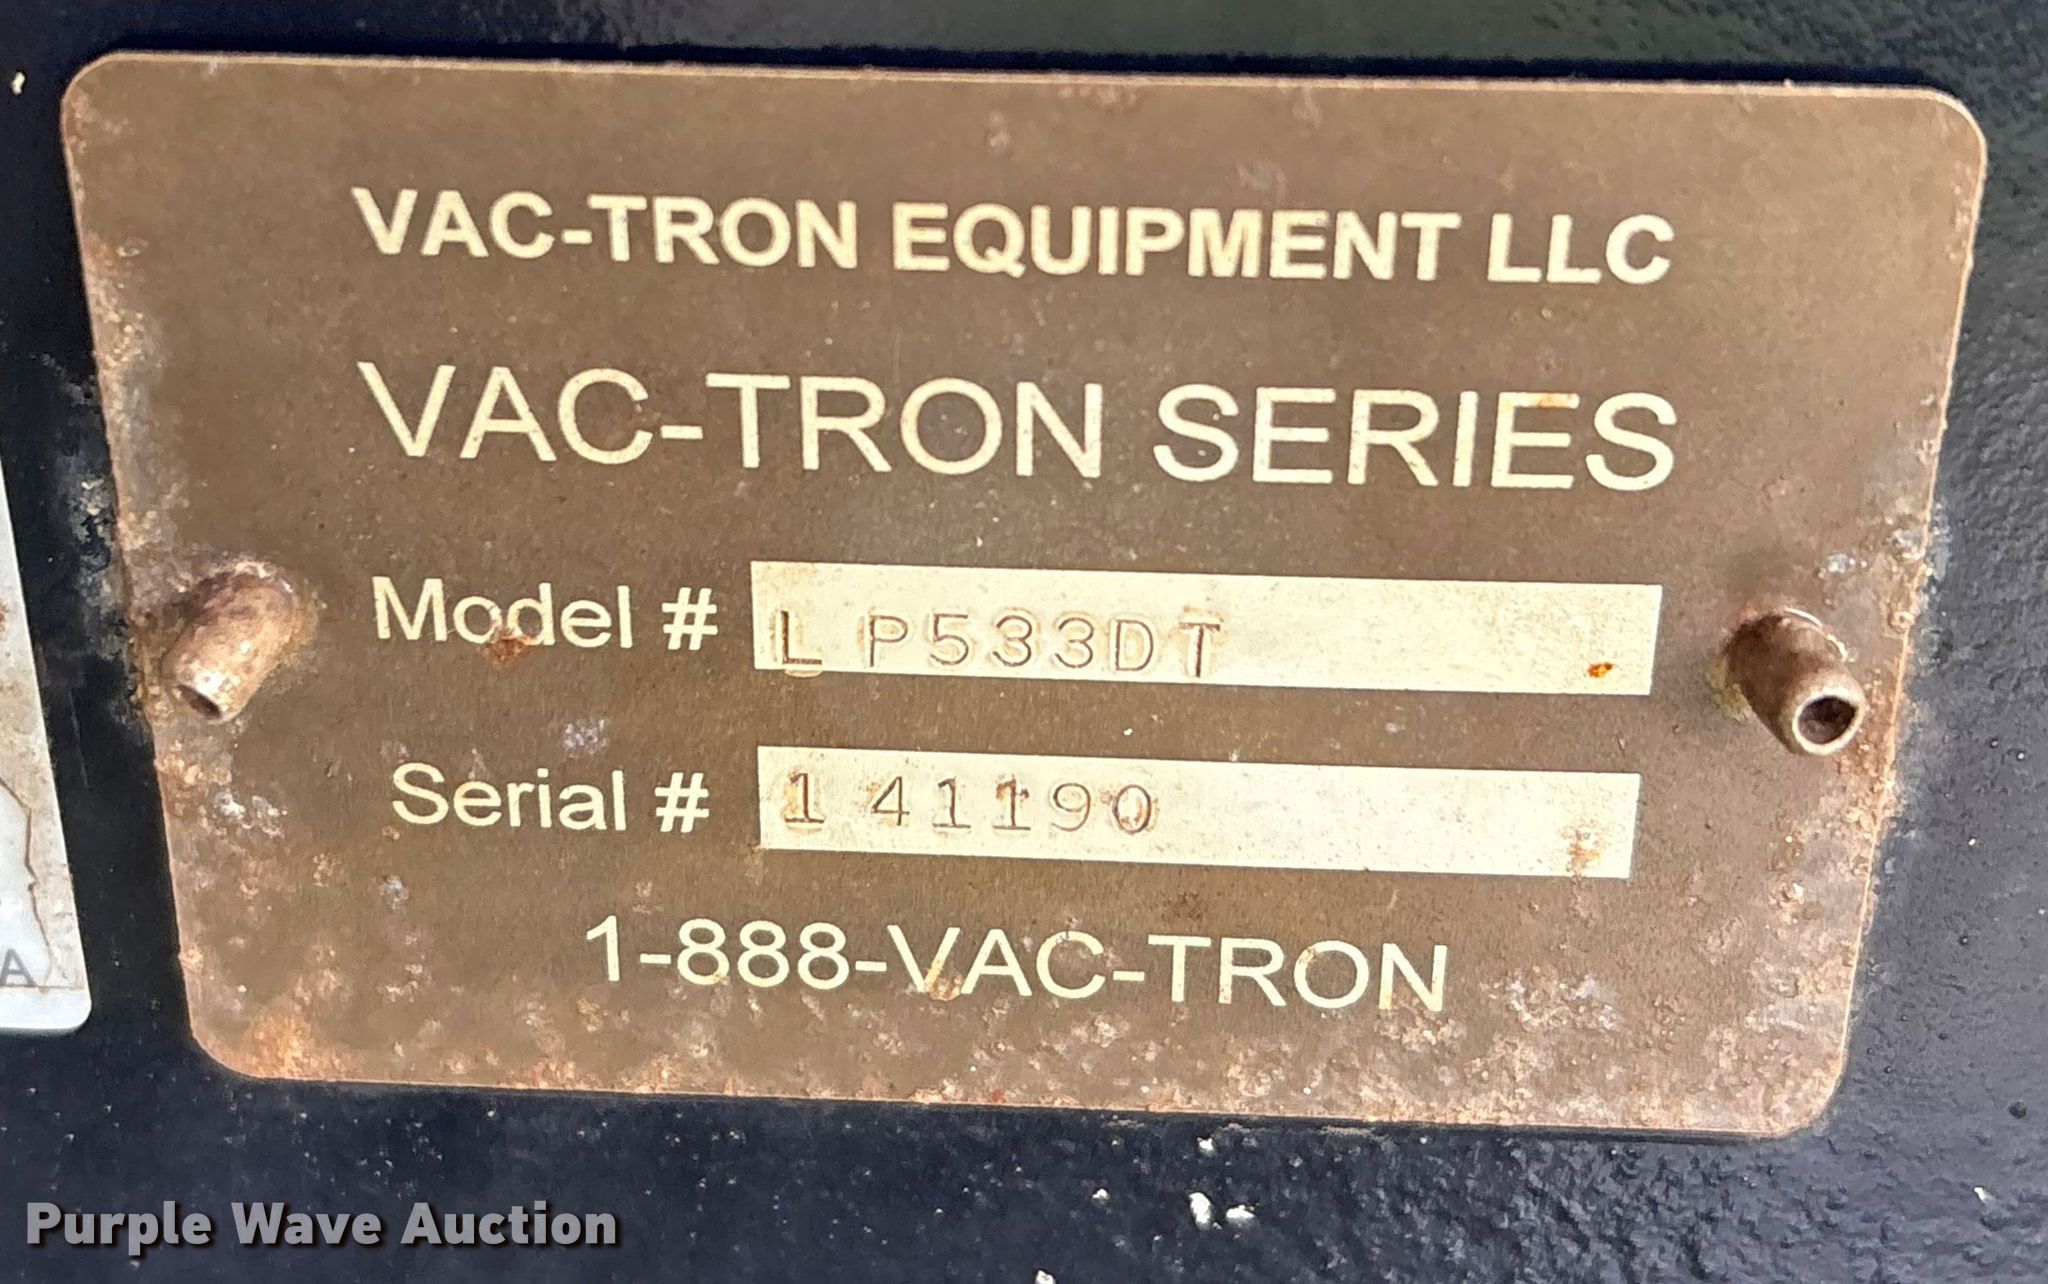 VAC-TRON EQUIPMENT LLC
VAC-TRON SERIES
Model # LP533DT
Serial # 141190
1-888-VAC-TRON
A
Purple Wave Auction